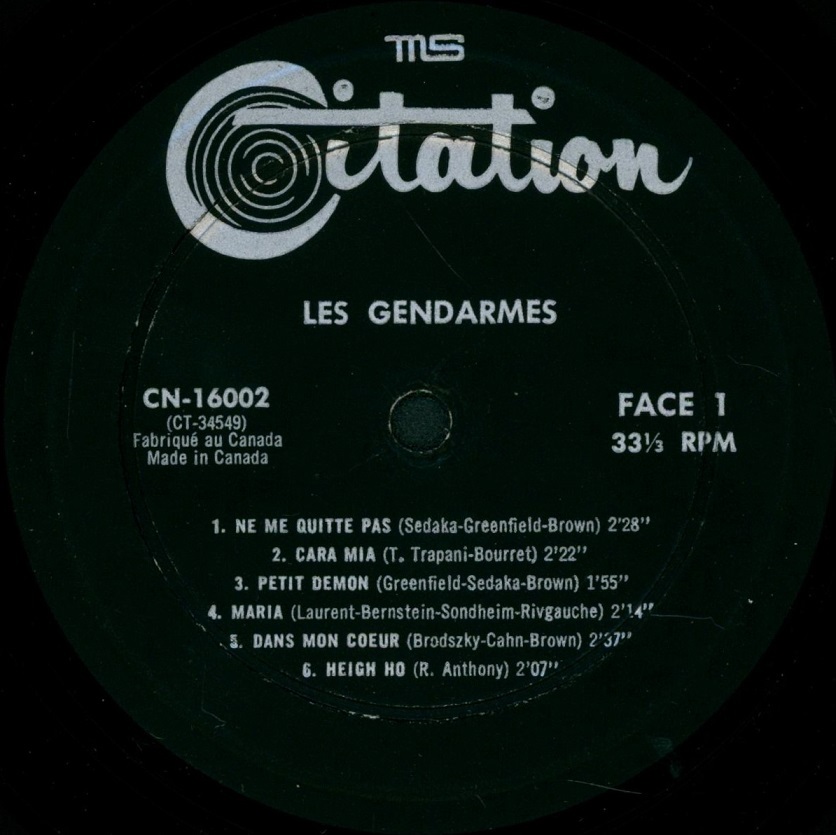 MS
Citation
LES GENDARMES
CN-16002
(CT-34549)
Fabriqué au Canada
Made in Canada
FACE 1
33⅓ RPM
1. NE ME QUITTE PAS (Sedaka-Greenfield-Brown) 2'28"
2. CARA MIA (T. Trapani-Bourret) 2'22"
3. PETIT DEMON (Greenfield-Sedaka-Brown) 1'55"
4. MARIA (Laurent-Bernstein-Sondheim-Rivgauche) 2'14"
5. DANS MON COEUR (Brodszky-Cahn-Brown) 2'37"
6. HEIGH HO (R. Anthony) 2'07"